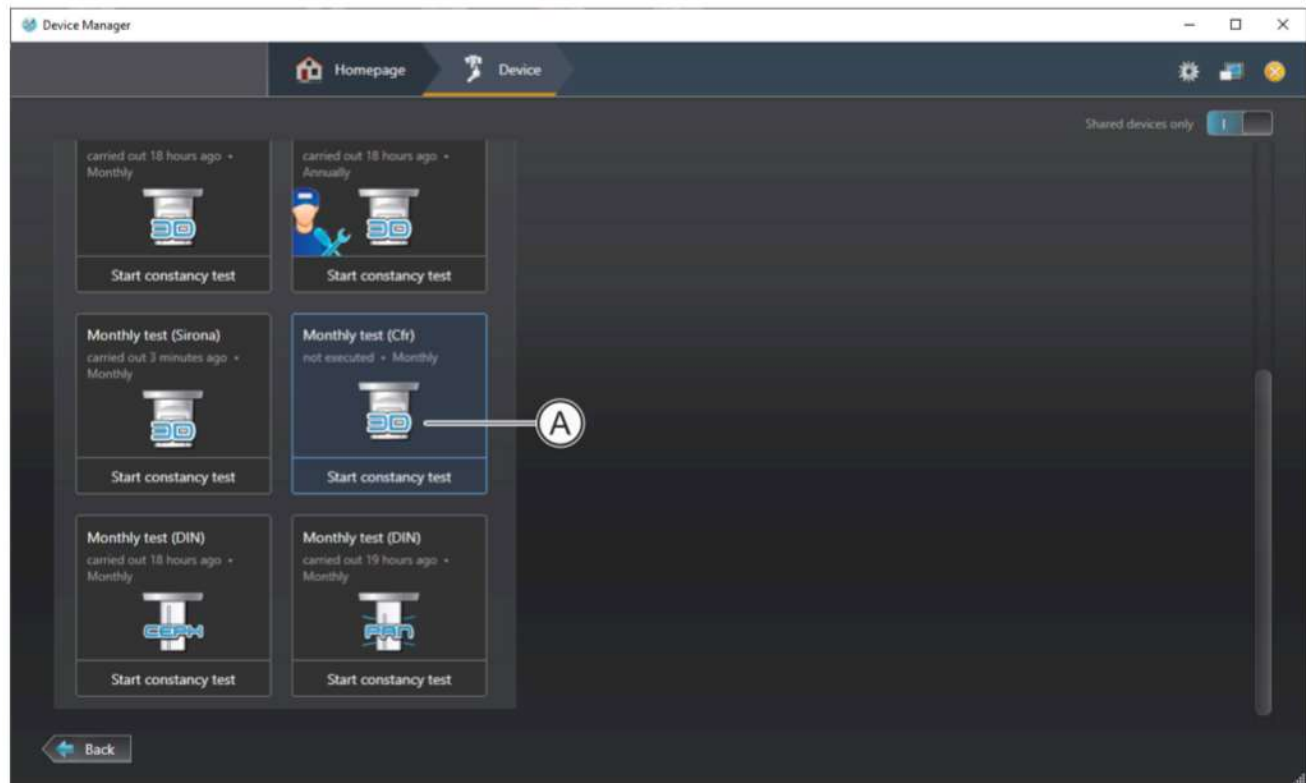 Device Manager
Homepage
Device
Shared devices only
carried out 18 hours ago •
Monthly
3D
Start constancy test
carried out 18 hours ago •
Annually
3D
Start constancy test
Monthly test (Sirona)
carried out 3 minutes ago •
Monthly
3D
Start constancy test
Monthly test (Cfr)
not executed • Monthly
3D
A
Start constancy test
Monthly test (DIN)
carried out 18 hours ago •
Monthly
CEPH
Start constancy test
Monthly test (DIN)
carried out 19 hours ago •
Monthly
PAN
Start constancy test
Back